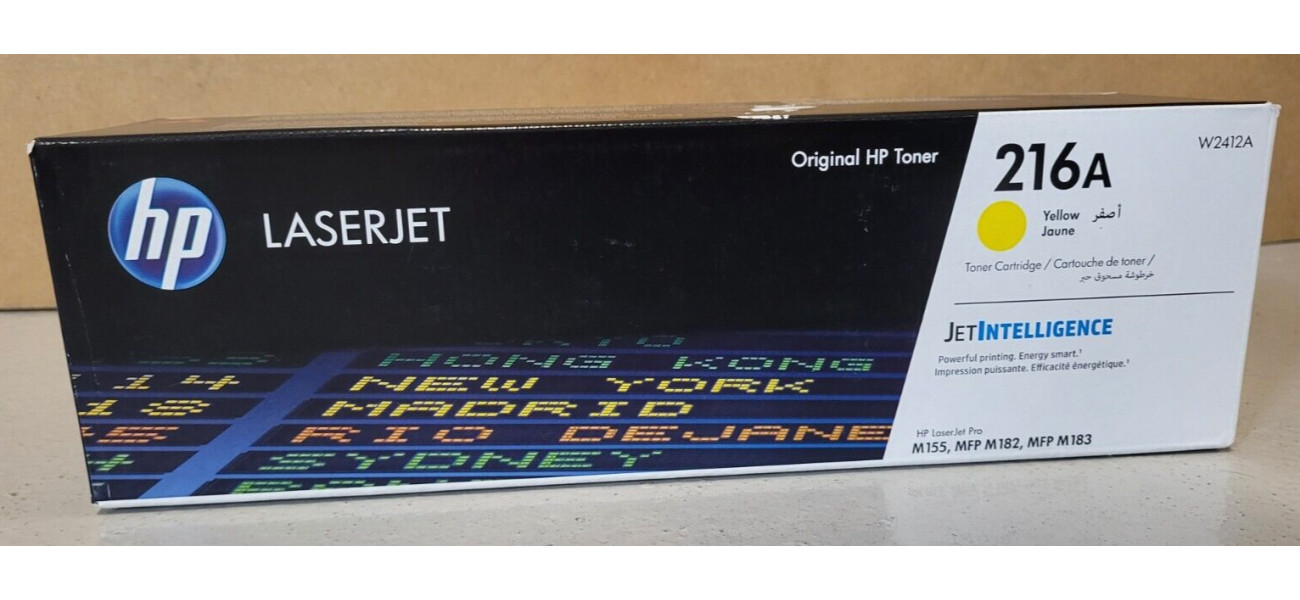 hp
LASERJET
Original HP Toner
216A
W2412A
Yellow أصفر
Jaune
Toner Cartridge / Cartouche de toner /
خرطوشة مسحوق حبر
JETINTELLIGENCE
Powerful printing. Energy smart.¹
Impression puissante. Efficacité énergétique.¹
HP LaserJet Pro
M155, MFP M182, MFP M183
HONG KONG
14 NEW YORK
18 MADRID
RIO DEJANE
SYDNEY